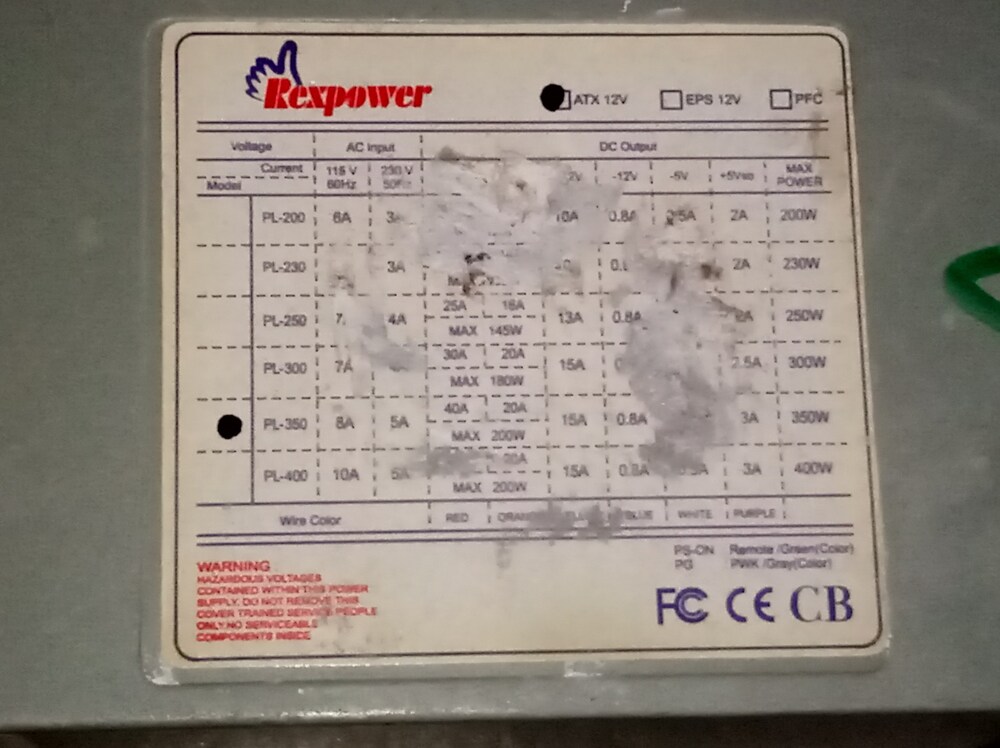 Rexpower
ATX 12V EPS 12V PFC
Voltage AC Input DC Output
Current 115 V 230 V -12V -5V +5Vsb MAX
Model 60Hz 50Hz POWER
PL-200 6A 10A 0.8A 2A 200W
PL-230 3A 2A 230W
PL-250 4A 25A 16A 13A 0.8A 250W
MAX 145W
PL-300 7A 30A 20A 15A 2.5A 300W
MAX 180W
PL-350 8A 5A 40A 20A 15A 0.8A 3A 350W
MAX 200W
PL-400 10A 5A 15A 0.8A 3A 400W
MAX 200W
Wire Color RED WHITE PURPLE
PS-ON Remote /Green(Color)
PG PWK /Gray(Color)
WARNING
HAZARDOUS VOLTAGES
CONTAINED WITHIN THIS POWER
SUPPLY. DO NOT REMOVE THIS
COVER TRAINED SERVICE PEOPLE
ONLY.NO SERVICEABLE
COMPONENTS INSIDE
FC CE CB